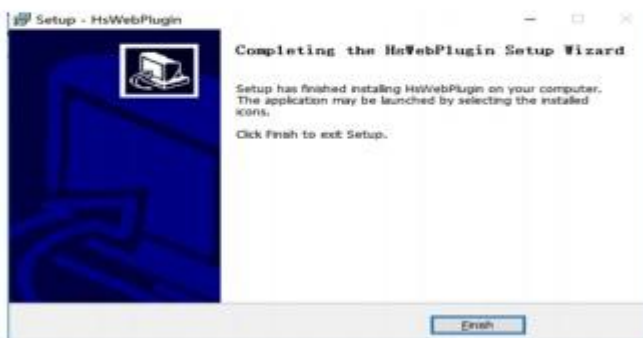 Setup - HsWebPlugin
Completing the HsWebPlugin Setup Wizard
Setup has finished installing HsWebPlugin on your computer.
The application may be launched by selecting the installed
icons.
Click Finish to exit Setup.
Finish